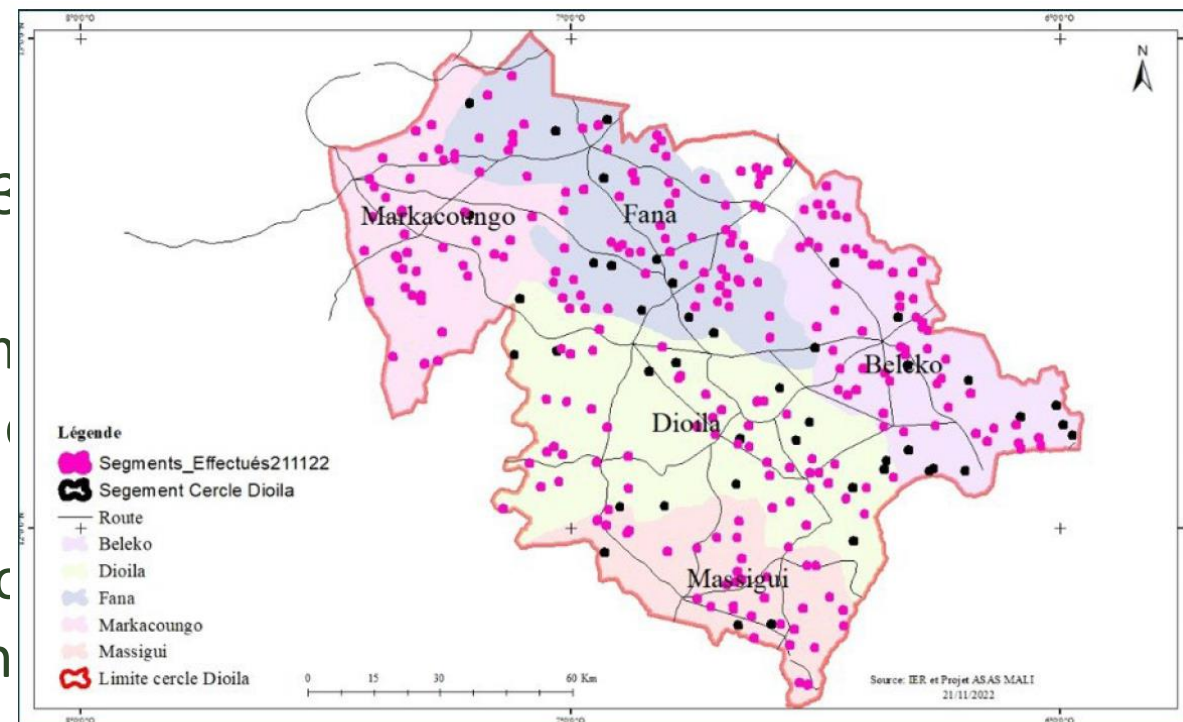 8°0'0"O 7°0'0"O 6°0'0"O
N
Markacoungo
Fana
Beleko
Dioila
Massigui
Légende
Segments_Effectués211122
Segement Cercle Dioila
Route
Beleko
Dioila
Fana
Markacoungo
Massigui
Limite cercle Dioila
0 15 30 60 Km
Source: IER et Projet ASAS MALI
21/11/2022